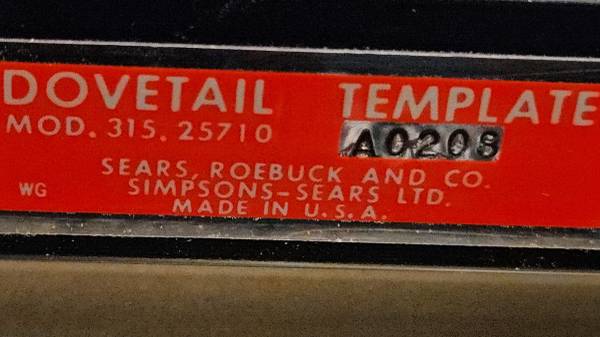 DOVETAIL TEMPLATE
MOD. 315. 25710 A0208
SEARS, ROEBUCK AND CO.
WG SIMPSONS-SEARS LTD.
MADE IN U.S.A.